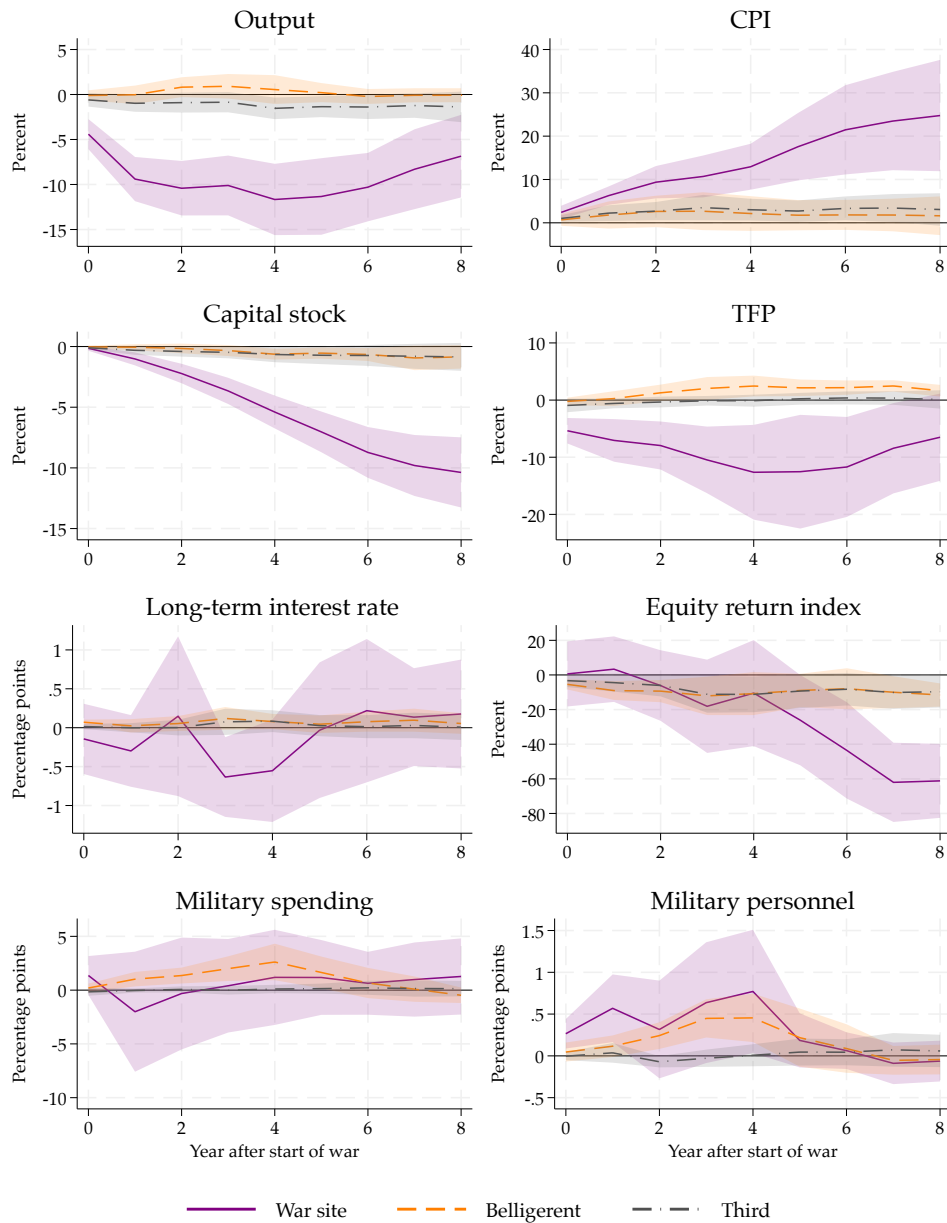 Output
CPI
Percent
5
0
-5
-10
-15
0 2 4 6 8
Percent
40
30
20
10
0
0 2 4 6 8
Capital stock
TFP
Percent
0
-5
-10
-15
0 2 4 6 8
Percent
10
0
-10
-20
0 2 4 6 8
Long-term interest rate
Equity return index
Percentage points
1
.5
0
-.5
-1
0 2 4 6 8
Percent
20
0
-20
-40
-60
-80
0 2 4 6 8
Military spending
Military personnel
Percentage points
5
0
-5
-10
0 2 4 6 8
Year after start of war
Percentage points
1.5
1
.5
0
-.5
0 2 4 6 8
Year after start of war
War site Belligerent Third